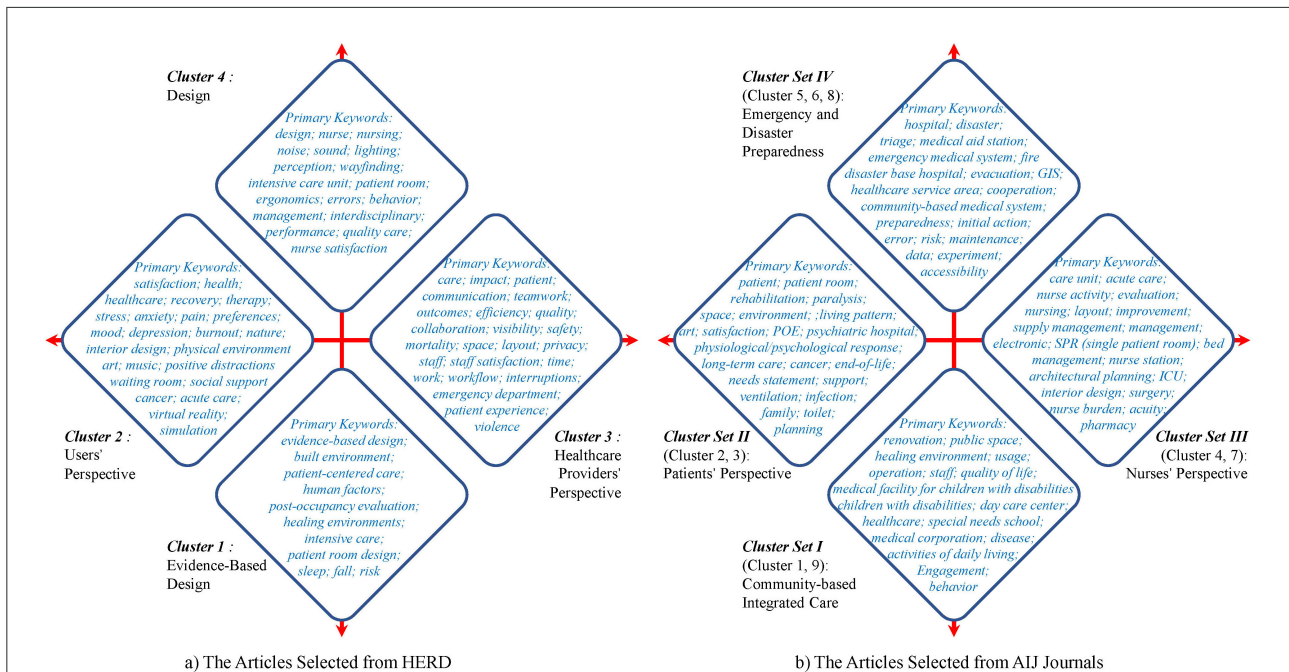 Cluster 4 :
Design
Primary Keywords:
design; nurse; nursing;
noise; sound; lighting;
perception; wayfinding;
intensive care unit; patient room;
ergonomics; errors; behavior;
management; interdisciplinary;
performance; quality care;
nurse satisfaction
Primary Keywords:
satisfaction; health;
healthcare; recovery; therapy;
stress; anxiety; pain; preferences;
mood; depression; burnout; nature;
interior design; physical environment
art; music; positive distractions
waiting room; social support
cancer; acute care;
virtual reality;
simulation
Cluster 2 :
Users'
Perspective
Primary Keywords:
care; impact; patient;
communication; teamwork;
outcomes; efficiency; quality;
collaboration; visibility; safety;
mortality; space; layout; privacy;
staff; staff satisfaction; time;
work; workflow; interruptions;
emergency department;
patient experience;
violence
Cluster 3 :
Healthcare
Providers'
Perspective
Primary Keywords:
evidence-based design;
built environment;
patient-centered care;
human factors;
post-occupancy evaluation;
healing environments;
intensive care;
patient room design;
sleep; fall; risk
Cluster 1 :
Evidence-Based
Design
a) The Articles Selected from HERD
Cluster Set IV
(Cluster 5, 6, 8):
Emergency and
Disaster
Preparedness
Primary Keywords:
hospital; disaster;
triage; medical aid station;
emergency medical system; fire
disaster base hospital; evacuation; GIS;
healthcare service area; cooperation;
community-based medical system;
preparedness; initial action;
error; risk; maintenance;
data; experiment;
accessibility
Primary Keywords:
patient; patient room;
rehabilitation; paralysis;
space; environment; ;living pattern;
art; satisfaction; POE; psychiatric hospital;
physiological/psychological response;
long-term care; cancer; end-of-life;
needs statement; support;
ventilation; infection;
family; toilet;
planning
Cluster Set II
(Cluster 2, 3):
Patients' Perspective
Primary Keywords:
care unit; acute care;
nurse activity; evaluation;
nursing; layout; improvement;
supply management; management;
electronic; SPR (single patient room); bed
management; nurse station;
architectural planning; ICU;
interior design; surgery;
nurse burden; acuity;
pharmacy
Cluster Set III
(Cluster 4, 7):
Nurses' Perspective
Primary Keywords:
renovation; public space;
healing environment; usage;
operation; staff; quality of life;
medical facility for children with disabilities
children with disabilities; day care center;
healthcare; special needs school;
medical corporation; disease;
activities of daily living;
Engagement;
behavior
Cluster Set I
(Cluster 1, 9):
Community-based
Integrated Care
b) The Articles Selected from AIJ Journals